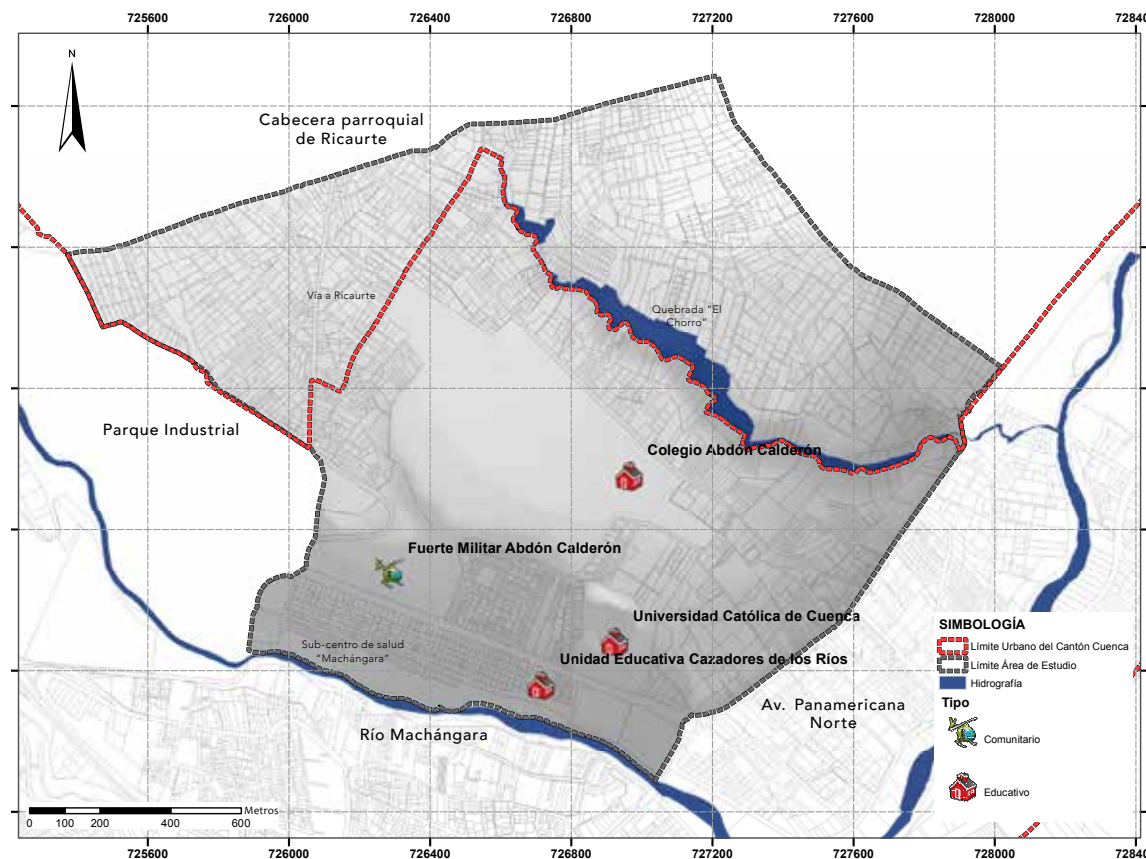 725600 726000 726400 726800 727200 727600 728000 72840
N
Cabecera parroquial
de Ricaurte
Vía a Ricaurte
Quebrada "El
Chorro"
Parque Industrial
Colegio Abdón Calderón
Fuerte Militar Abdón Calderón
Universidad Católica de Cuenca
Sub-centro de salud
"Machángara"
Unidad Educativa Cazadores de los Ríos
Av. Panamericana
Norte
Río Machángara
SIMBOLOGÍA
Límite Urbano del Cantón Cuenca
Límite Área de Estudio
Hidrografía
Tipo
Comunitario
Educativo
Metros
0 100 200 400 600
725600 726000 726400 726800 727200 727600 728000 72840